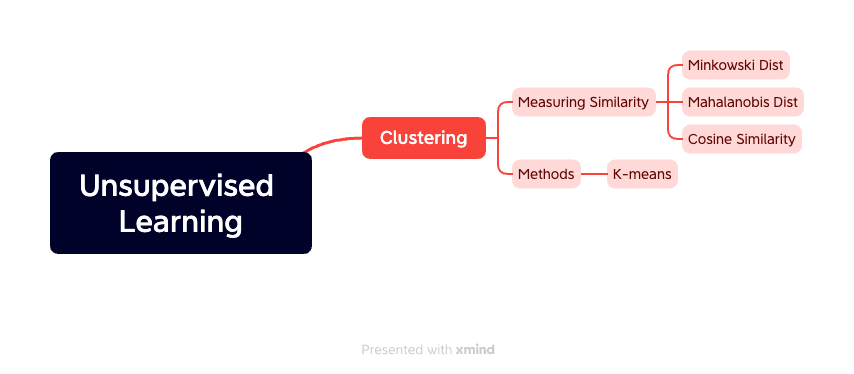 Unsupervised
Learning
Clustering
Measuring Similarity
Minkowski Dist
Mahalanobis Dist
Cosine Similarity
Methods
K-means
Presented with xmind